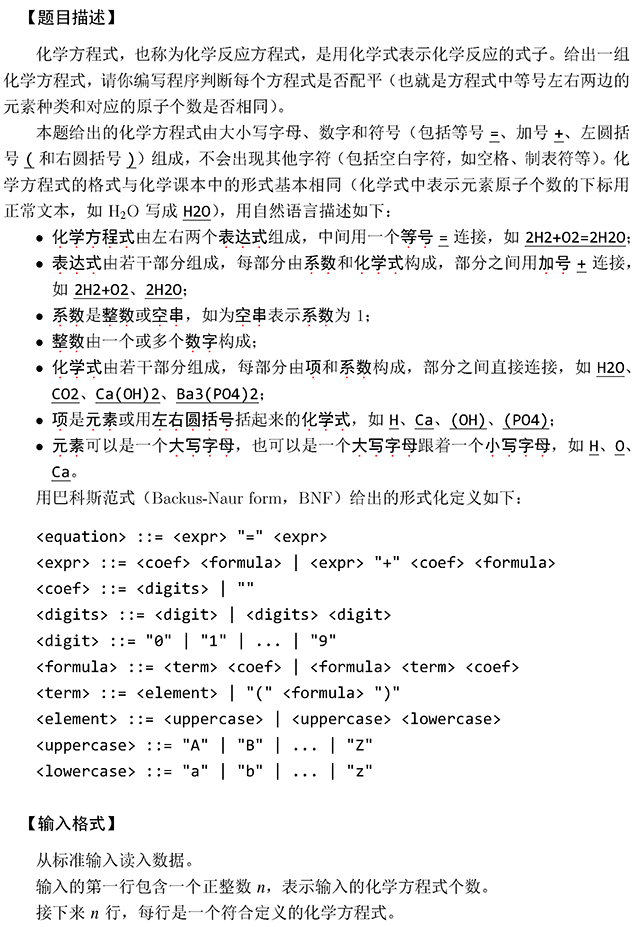 【题目描述】
化学方程式，也称为化学反应方程式，是用化学式表示化学反应的式子。给出一组
化学方程式，请你编写程序判断每个方程式是否配平（也就是方程式中等号左右两边的
元素种类和对应的原子个数是否相同）。
本题给出的化学方程式由大小写字母、数字和符号（包括等号 =、加号 +、左圆括
号 ( 和右圆括号 )）组成，不会出现其他字符（包括空白字符，如空格、制表符等）。化
学方程式的格式与化学课本中的形式基本相同（化学式中表示元素原子个数的下标用
正常文本，如 H₂O 写成 H2O），用自然语言描述如下：
• 化学方程式由左右两个表达式组成，中间用一个等号 = 连接，如 2H2+O2=2H2O；
• 表达式由若干部分组成，每部分由系数和化学式构成，部分之间用加号 + 连接，
如 2H2+O2、2H2O；
• 系数是整数或空串，如为空串表示系数为 1；
• 整数由一个或多个数字构成；
• 化学式由若干部分组成，每部分由项和系数构成，部分之间直接连接，如 H2O、
CO2、Ca(OH)2、Ba3(PO4)2；
• 项是元素或用左右圆括号括起来的化学式，如 H、Ca、(OH)、(PO4)；
• 元素可以是一个大写字母，也可以是一个大写字母跟着一个小写字母，如 H、O、
Ca。
用巴科斯范式（Backus-Naur form，BNF）给出的形式化定义如下：
<equation> ::= <expr> "=" <expr>
<expr> ::= <coef> <formula> | <expr> "+" <coef> <formula>
<coef> ::= <digits> | ""
<digits> ::= <digit> | <digits> <digit>
<digit> ::= "0" | "1" | ... | "9"
<formula> ::= <term> <coef> | <formula> <term> <coef>
<term> ::= <element> | "(" <formula> ")"
<element> ::= <uppercase> | <uppercase> <lowercase>
<uppercase> ::= "A" | "B" | ... | "Z"
<lowercase> ::= "a" | "b" | ... | "z"
【输入格式】
从标准输入读入数据。
输入的第一行包含一个正整数 n，表示输入的化学方程式个数。
接下来 n 行，每行是一个符合定义的化学方程式。